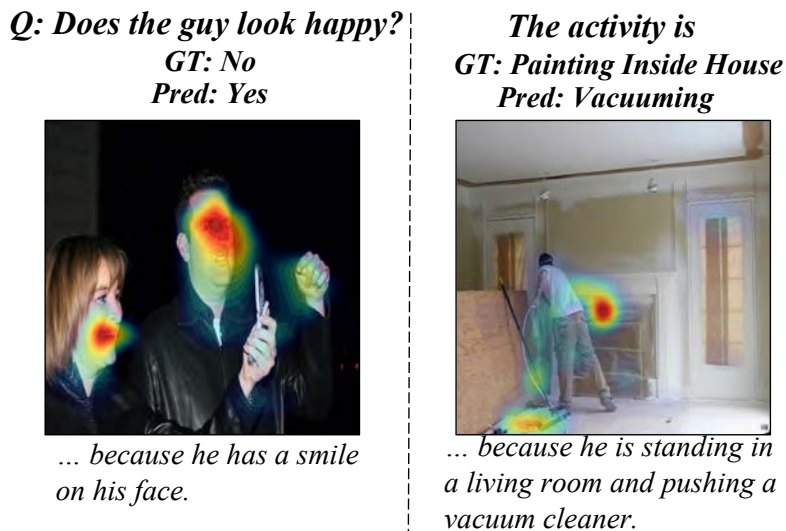 Q: Does the guy look happy?
GT: No
Pred: Yes
... because he has a smile
on his face.
The activity is
GT: Painting Inside House
Pred: Vacuuming
... because he is standing in
a living room and pushing a
vacuum cleaner.